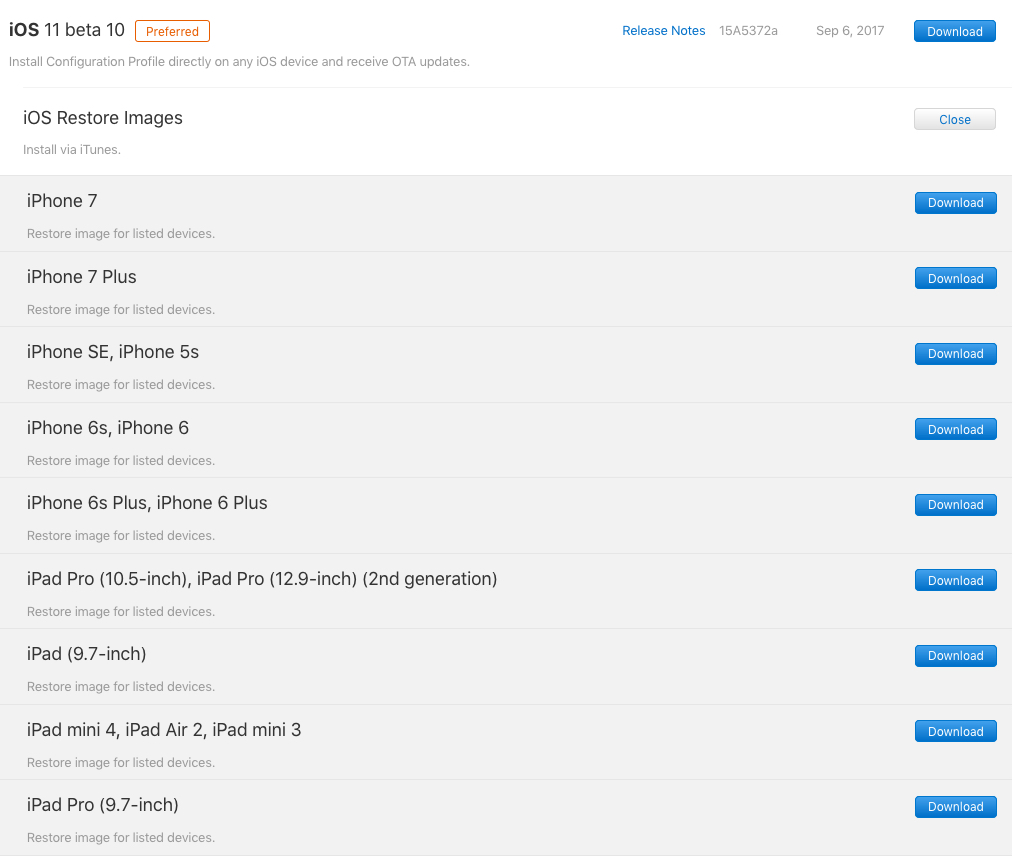 iOS 11 beta 10 Preferred Release Notes 15A5372a Sep 6, 2017 Download
Install Configuration Profile directly on any iOS device and receive OTA updates.
iOS Restore Images Close
Install via iTunes.
iPhone 7 Download
Restore image for listed devices.
iPhone 7 Plus Download
Restore image for listed devices.
iPhone SE, iPhone 5s Download
Restore image for listed devices.
iPhone 6s, iPhone 6 Download
Restore image for listed devices.
iPhone 6s Plus, iPhone 6 Plus Download
Restore image for listed devices.
iPad Pro (10.5-inch), iPad Pro (12.9-inch) (2nd generation) Download
Restore image for listed devices.
iPad (9.7-inch) Download
Restore image for listed devices.
iPad mini 4, iPad Air 2, iPad mini 3 Download
Restore image for listed devices.
iPad Pro (9.7-inch) Download
Restore image for listed devices.